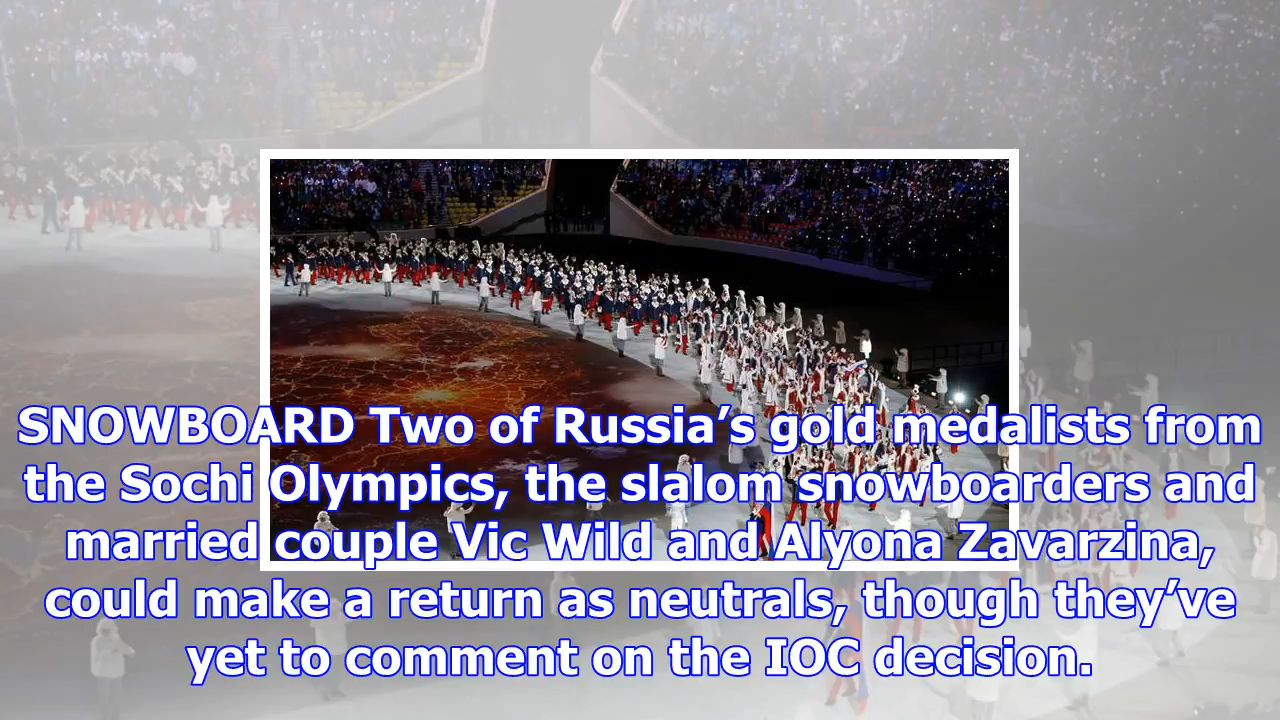 SNOWBOARD Two of Russia’s gold medalists from
the Sochi Olympics, the slalom snowboarders and
married couple Vic Wild and Alyona Zavarzina,
could make a return as neutrals, though they’ve
yet to comment on the IOC decision.